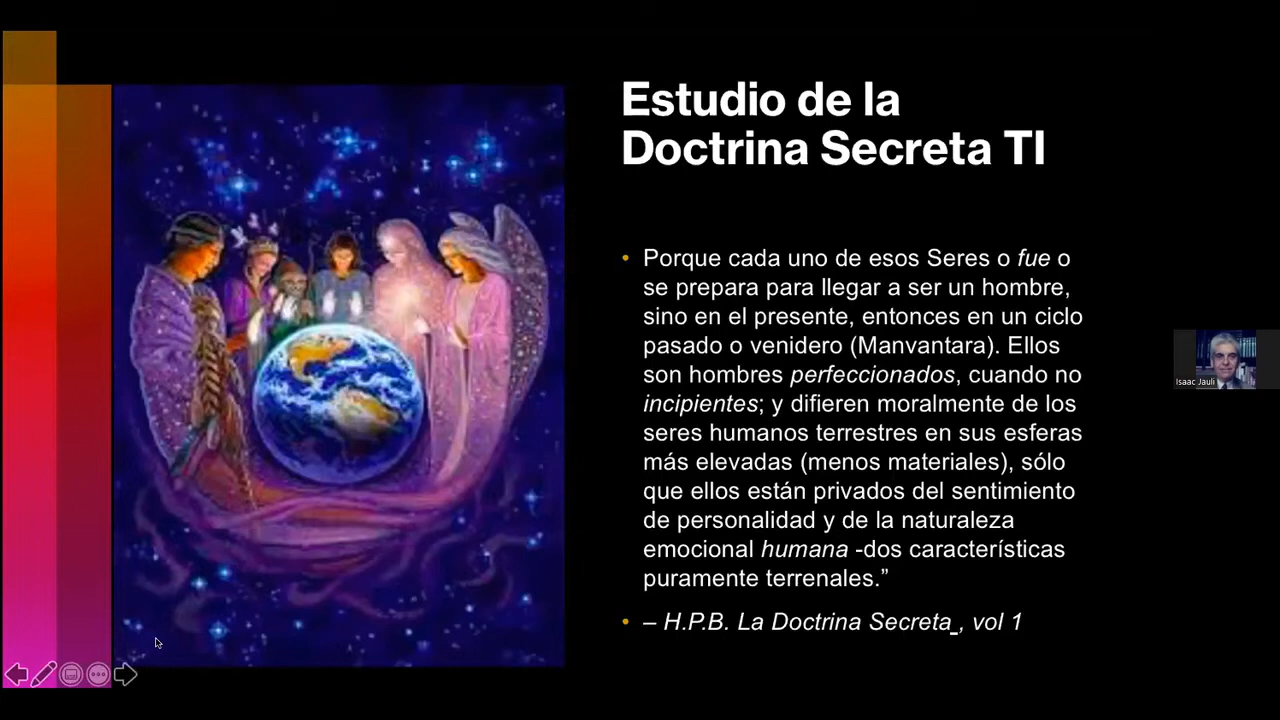 Estudio de la
Doctrina Secreta TI
• Porque cada uno de esos Seres o fue o
se prepara para llegar a ser un hombre,
sino en el presente, entonces en un ciclo
pasado o venidero (Manvantara). Ellos
son hombres perfeccionados, cuando no
incipientes; y difieren moralmente de los
seres humanos terrestres en sus esferas
más elevadas (menos materiales), sólo
que ellos están privados del sentimiento
de personalidad y de la naturaleza
emocional humana -dos características
puramente terrenales.”
• – H.P.B. La Doctrina Secreta_, vol 1
Isaac Jauli